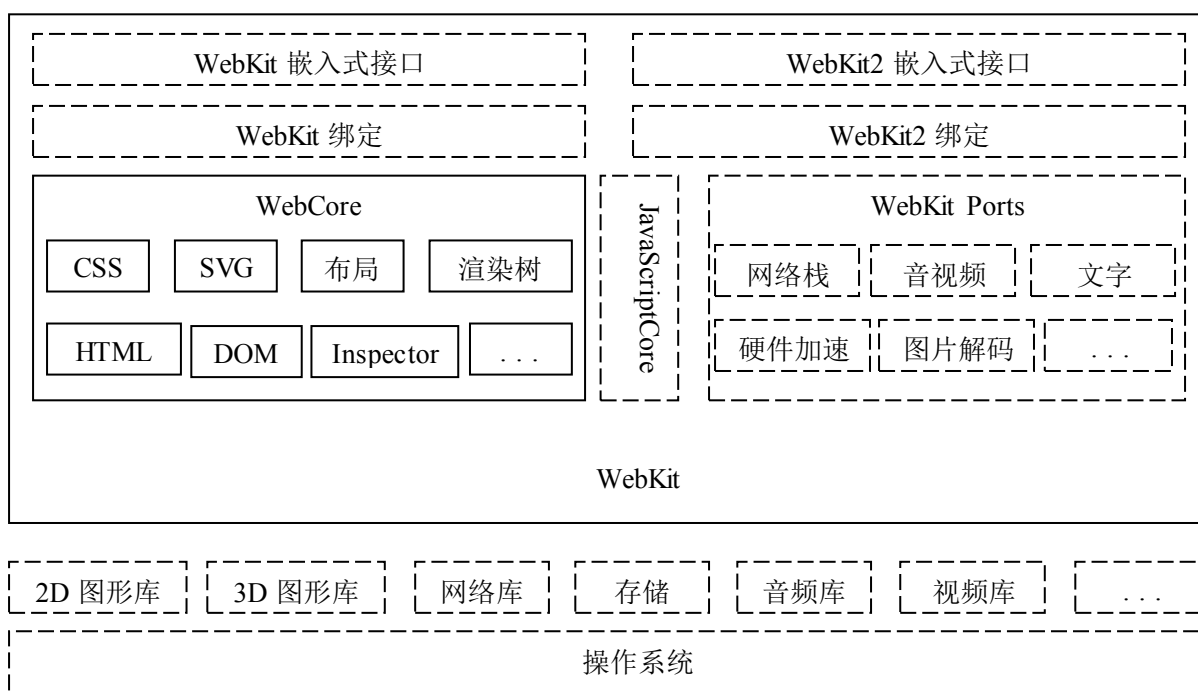 WebKit 嵌入式接口
WebKit2 嵌入式接口
WebKit 绑定
WebKit2 绑定
WebCore
CSS
SVG
布局
渲染树
HTML
DOM
Inspector
...
JavaScriptCore
WebKit Ports
网络栈
音视频
文字
硬件加速
图片解码
...
WebKit
2D 图形库
3D 图形库
网络库
存储
音频库
视频库
...
操作系统